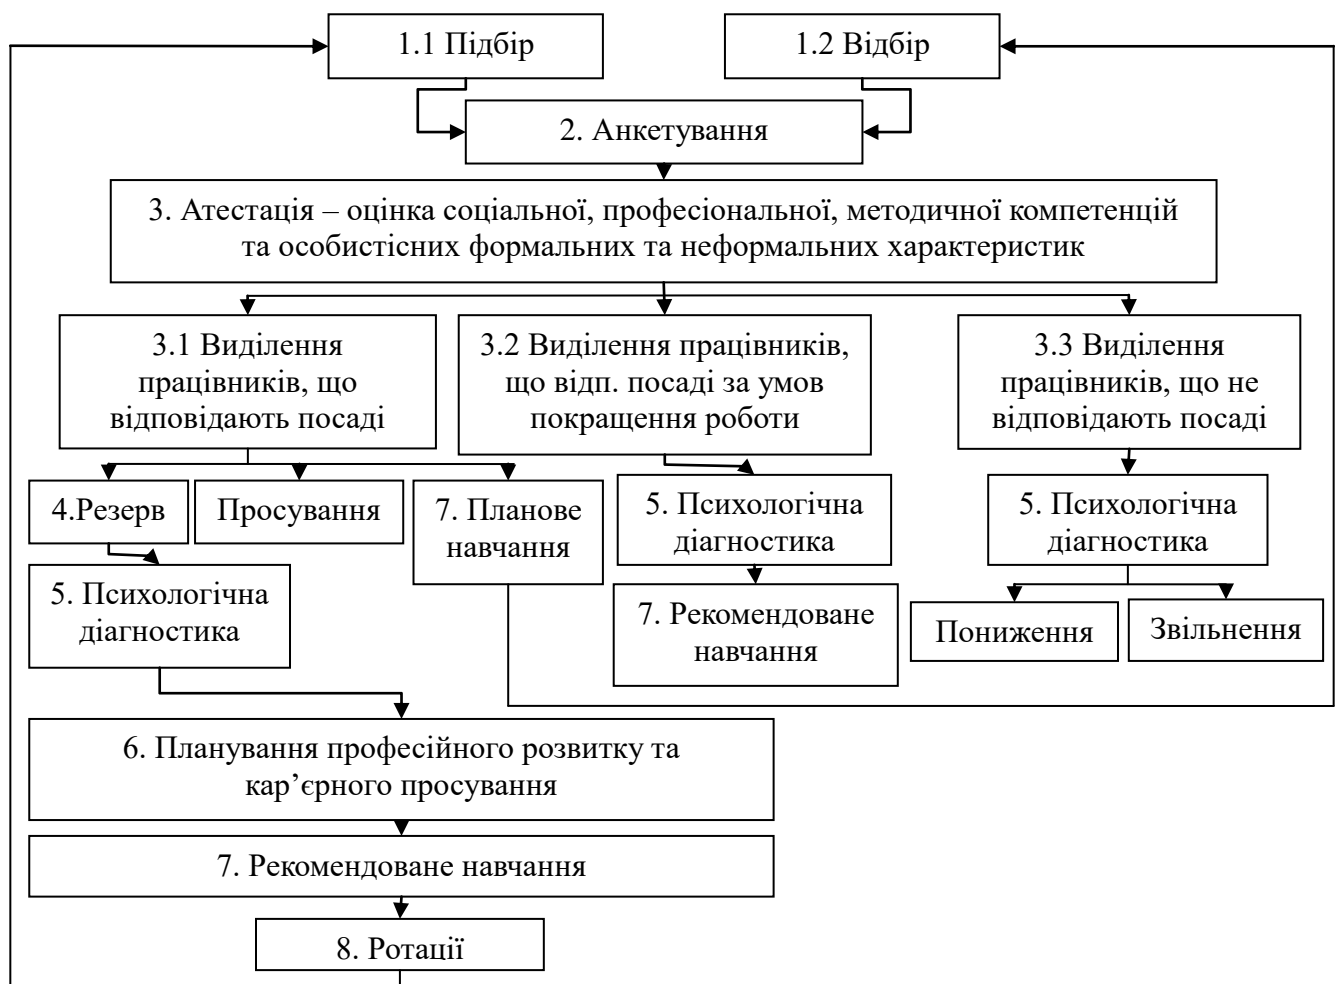 1.1 Підбір
1.2 Відбір
2. Анкетування
3. Атестація – оцінка соціальної, професіональної, методичної компетенцій
та особистісних формальних та неформальних характеристик
3.1 Виділення
працівників, що
відповідають посаді
3.2 Виділення працівників,
що відп. посаді за умов
покращення роботи
3.3 Виділення
працівників, що не
відповідають посаді
4.Резерв
Просування
7. Планове
навчання
5. Психологічна
діагностика
5. Психологічна
діагностика
5. Психологічна
діагностика
7. Рекомендоване
навчання
Пониження
Звільнення
6. Планування професійного розвитку та
кар’єрного просування
7. Рекомендоване навчання
8. Ротації